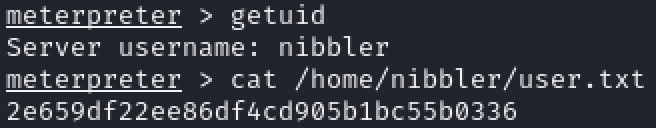 meterpreter > getuid
Server username: nibbler
meterpreter > cat /home/nibbler/user.txt
2e659df22ee86df4cd905b1bc55b0336